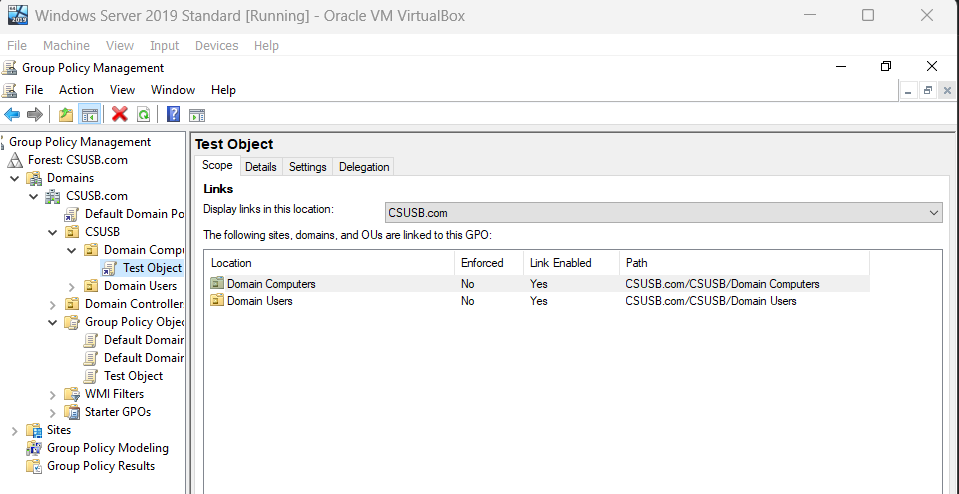 Windows Server 2019 Standard [Running] - Oracle VM VirtualBox
File Machine View Input Devices Help
Group Policy Management
File Action View Window Help
Group Policy Management
Forest: CSUSB.com
Domains
CSUSB.com
Default Domain Po
CSUSB
Domain Compu
Test Object
Domain Users
Domain Controller
Group Policy Objec
Default Domain
Default Domain
Test Object
WMI Filters
Starter GPOs
Sites
Group Policy Modeling
Group Policy Results
Test Object
Scope Details Settings Delegation
Links
Display links in this location: CSUSB.com
The following sites, domains, and OUs are linked to this GPO:
Location Enforced Link Enabled Path
Domain Computers No Yes CSUSB.com/CSUSB/Domain Computers
Domain Users No Yes CSUSB.com/CSUSB/Domain Users